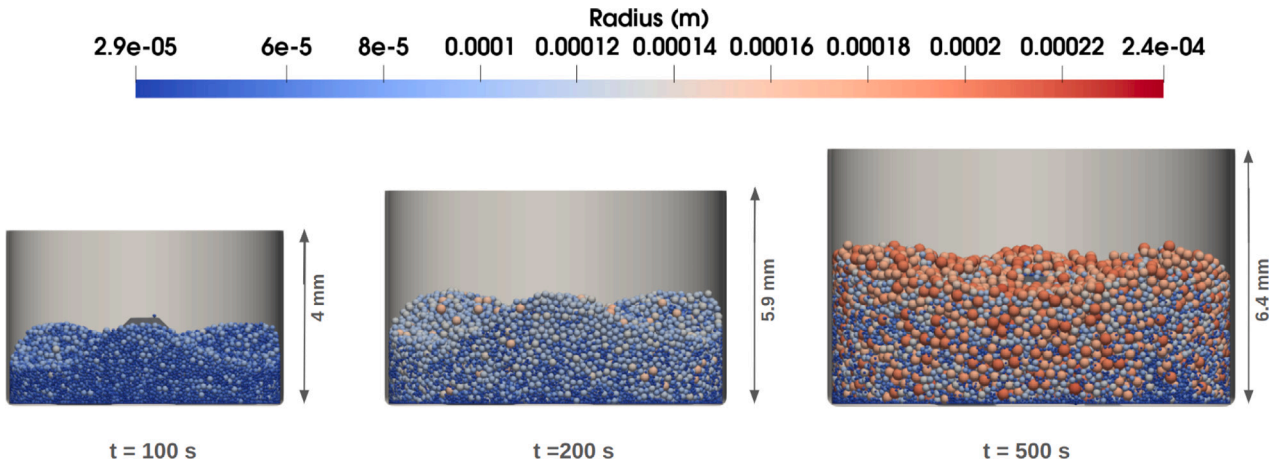 Radius (m)
2.9e-05 6e-5 8e-5 0.0001 0.00012 0.00014 0.00016 0.00018 0.0002 0.00022 2.4e-04
4 mm
5.9 mm
6.4 mm
t = 100 s
t =200 s
t = 500 s